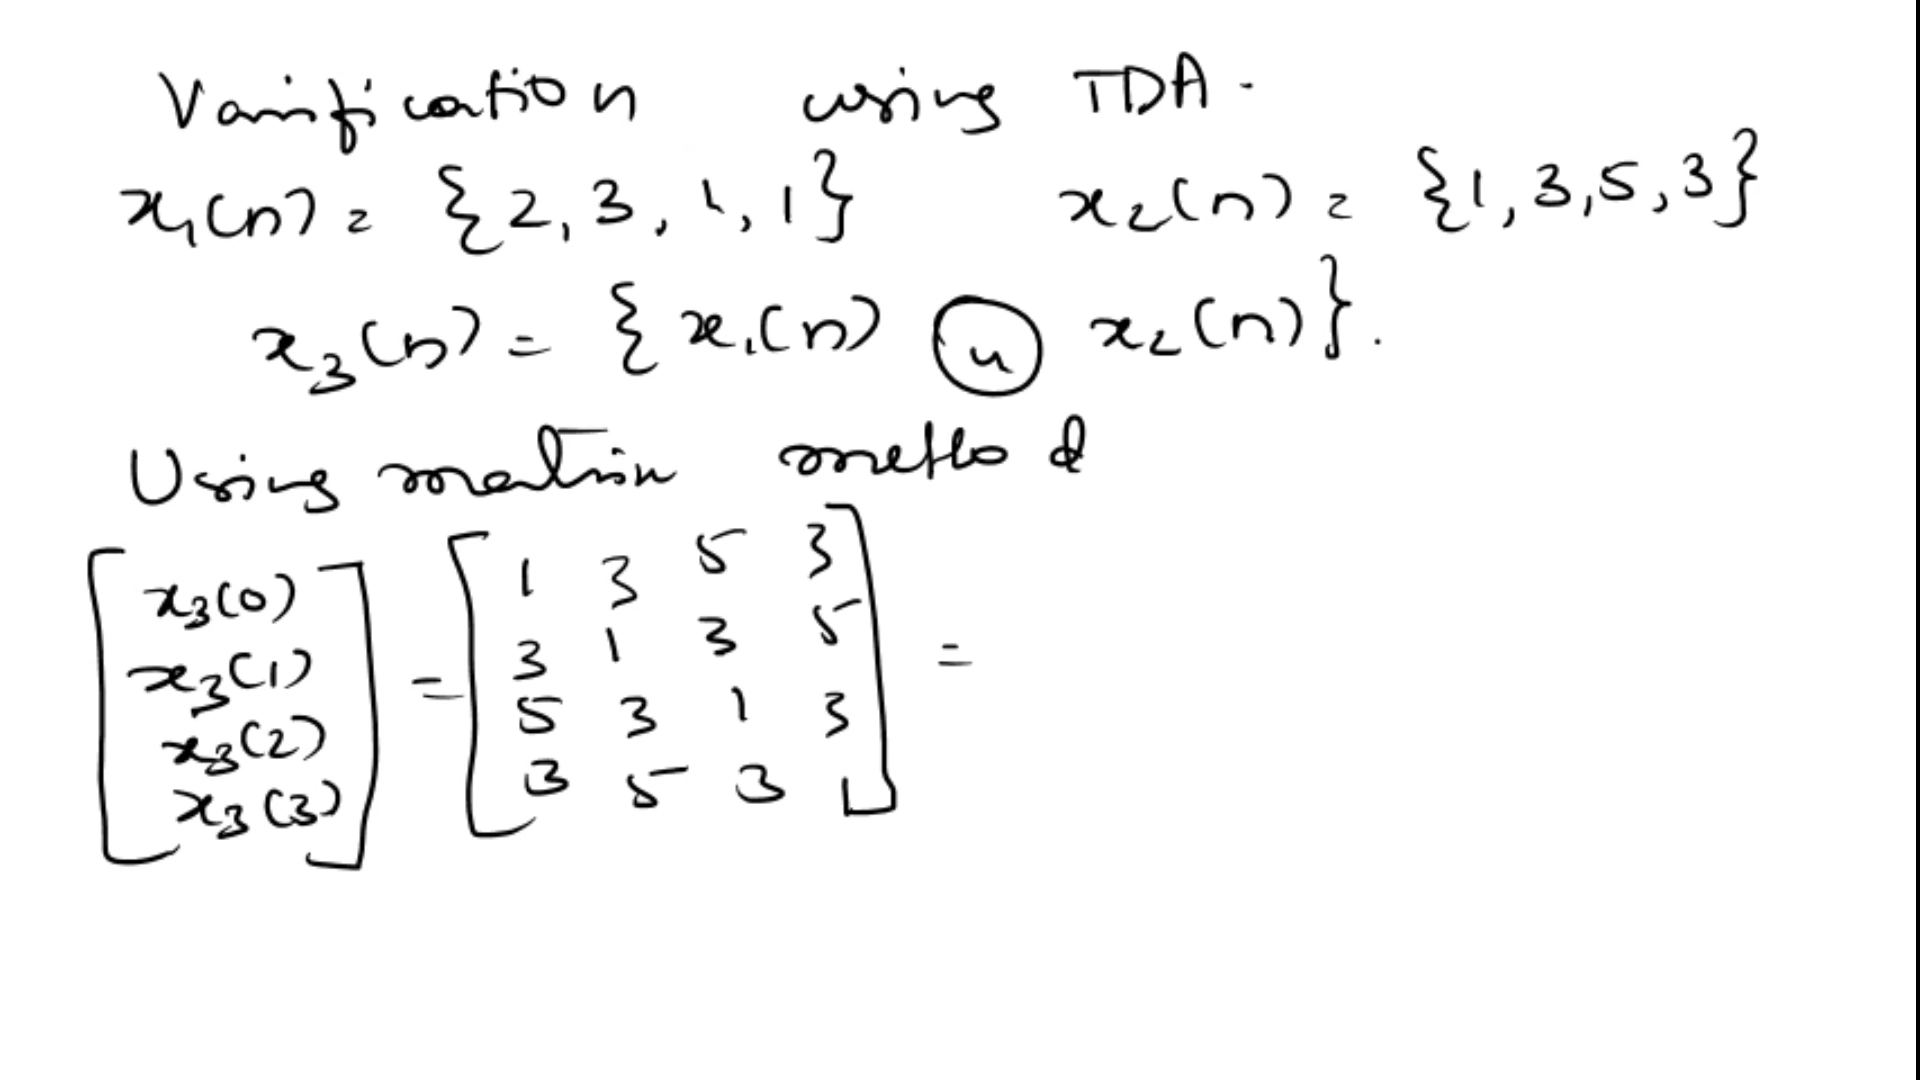 Varification using TDA.
x₁(n) = {2, 3, 1, 1} x₂(n) = {1, 3, 5, 3}
x₃(n) = {x₁(n) ④ x₂(n)}.
Using matrix method
[x₃(0) = [1 3 5 3
x₃(1) 3 1 3 5 =
x₃(2) 5 3 1 3
x₃(3)] 3 5 3 1]